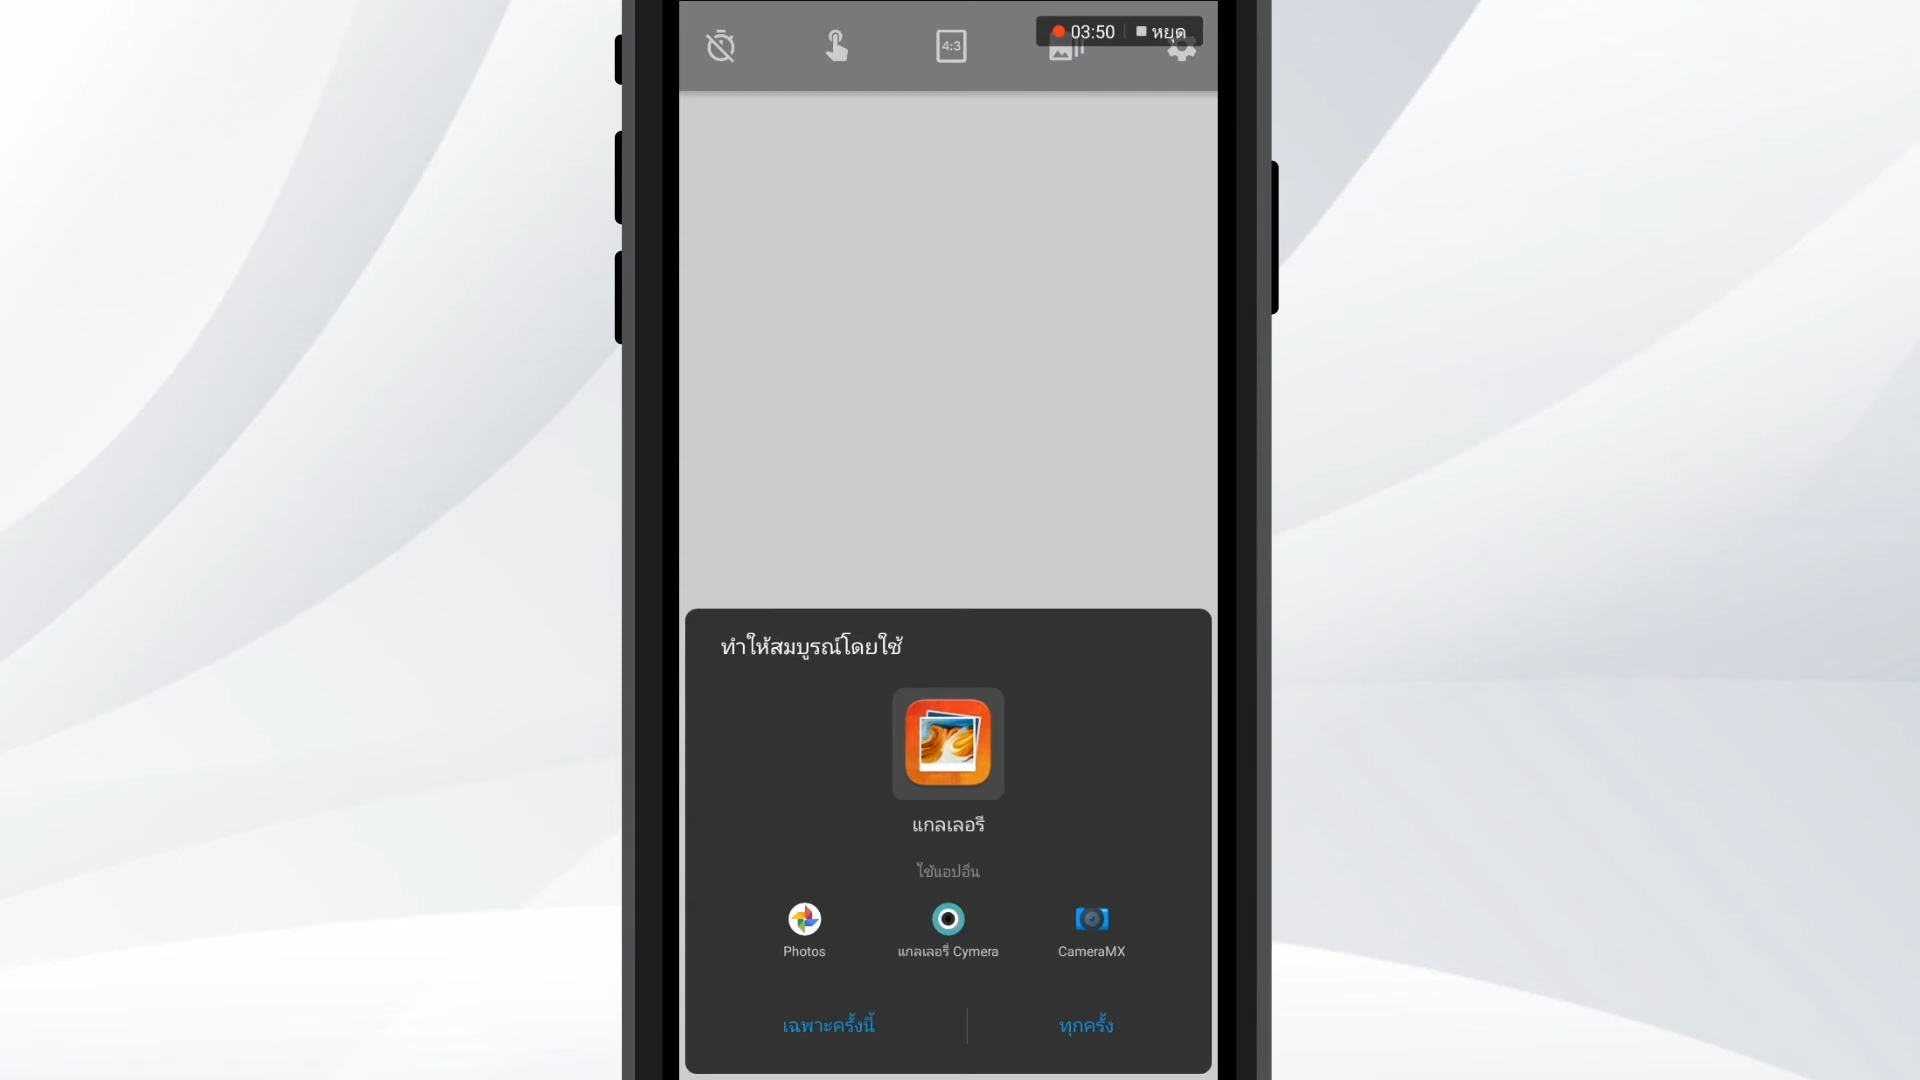 03:50 หยุด
4:3
ทำให้สมบูรณ์โดยใช้
แกลเลอรี
ใช้แอปอื่น
Photos
แกลเลอรี่ Cymera
CameraMX
เฉพาะครั้งนี้
ทุกครั้ง